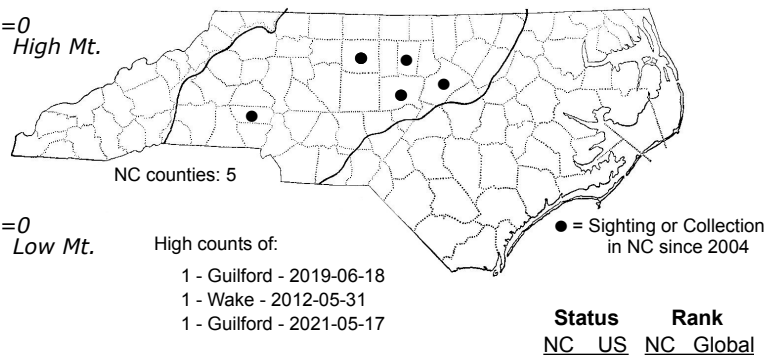 =0
High Mt.
NC counties: 5
=0
Low Mt.
High counts of:
1 - Guilford - 2019-06-18
1 - Wake - 2012-05-31
1 - Guilford - 2021-05-17
● = Sighting or Collection
in NC since 2004
Status Rank
NC US NC Global